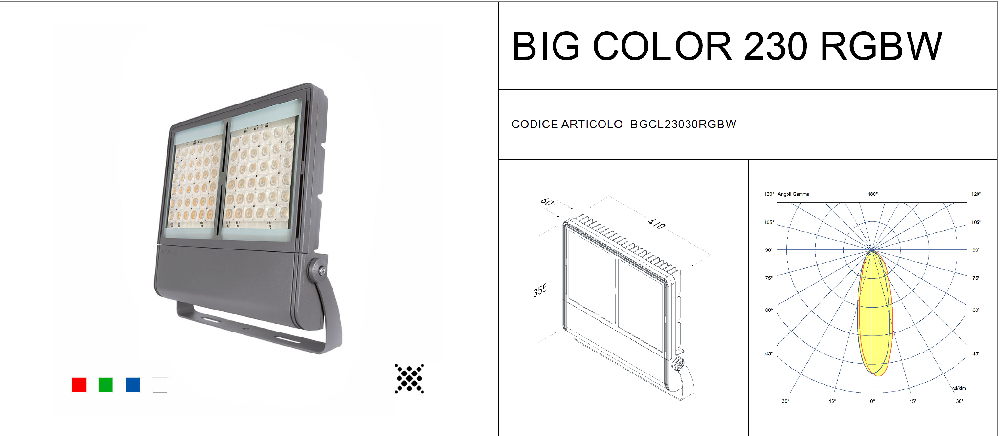 BIG COLOR 230 RGBW
CODICE ARTICOLO BGCL23030RGBW
60
410
355
120° Angoli Gamma 180° 120°
105° 105°
90° 90°
75° 75°
60° 60°
45° 45°
cd/klm
30° 15° 0° 15° 30°